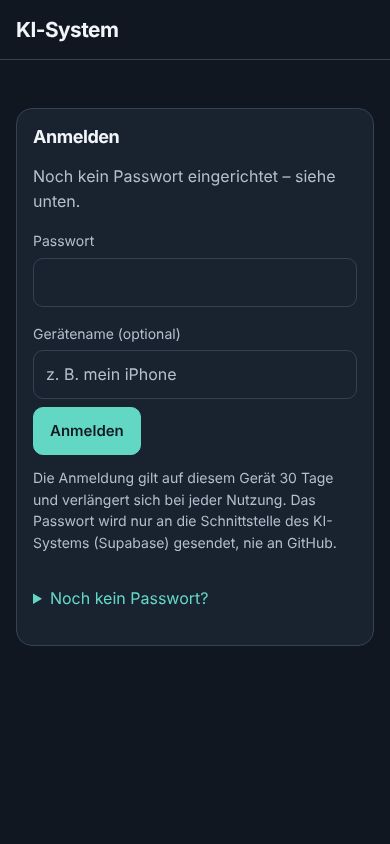 KI-System
Anmelden
Noch kein Passwort eingerichtet – siehe
unten.
Passwort
Gerätename (optional)
z. B. mein iPhone
Anmelden
Die Anmeldung gilt auf diesem Gerät 30 Tage
und verlängert sich bei jeder Nutzung. Das
Passwort wird nur an die Schnittstelle des KI-
Systems (Supabase) gesendet, nie an GitHub.
Noch kein Passwort?